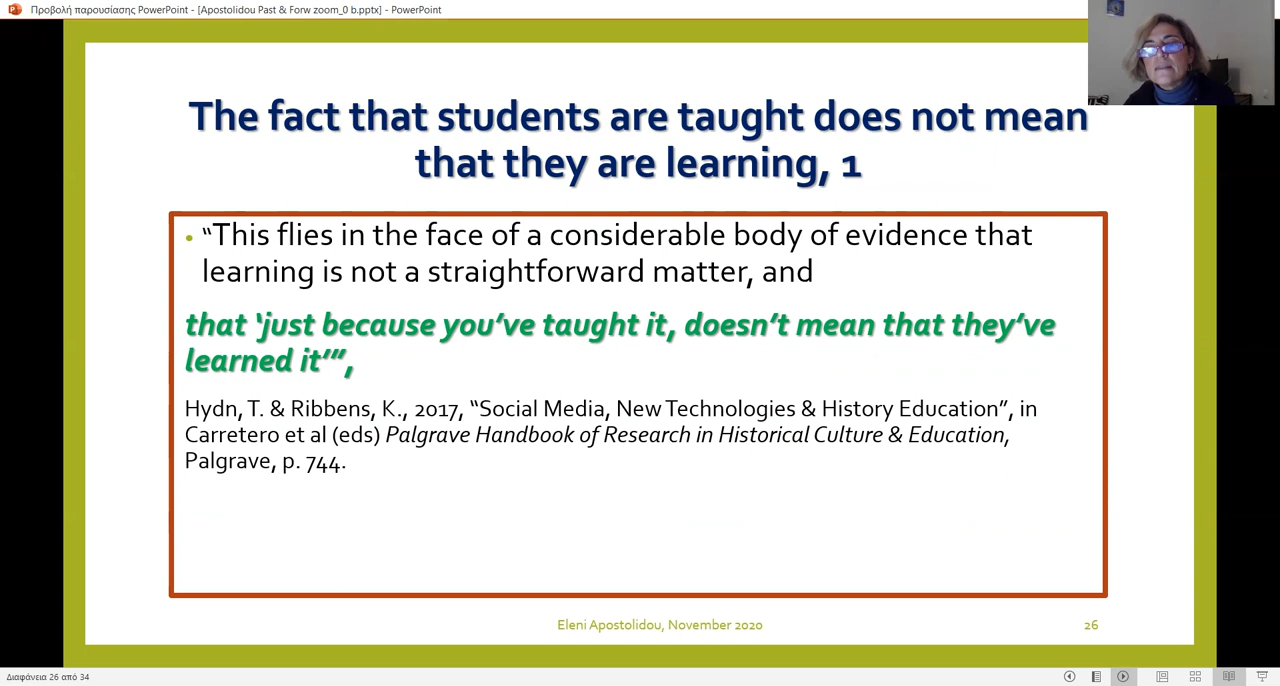 Προβολή παρουσίασης PowerPoint - [Apostolidou Past & Forw zoom_0 b.pptx] - PowerPoint
The fact that students are taught does not mean
that they are learning, 1
• “This flies in the face of a considerable body of evidence that
learning is not a straightforward matter, and
that ‘just because you’ve taught it, doesn’t mean that they’ve
learned it‘”,
Hydn, T. & Ribbens, K., 2017, “Social Media, New Technologies & History Education”, in
Carretero et al (eds) Palgrave Handbook of Research in Historical Culture & Education,
Palgrave, p. 744.
Eleni Apostolidou, November 2020
26
Διαφάνεια 26 από 34